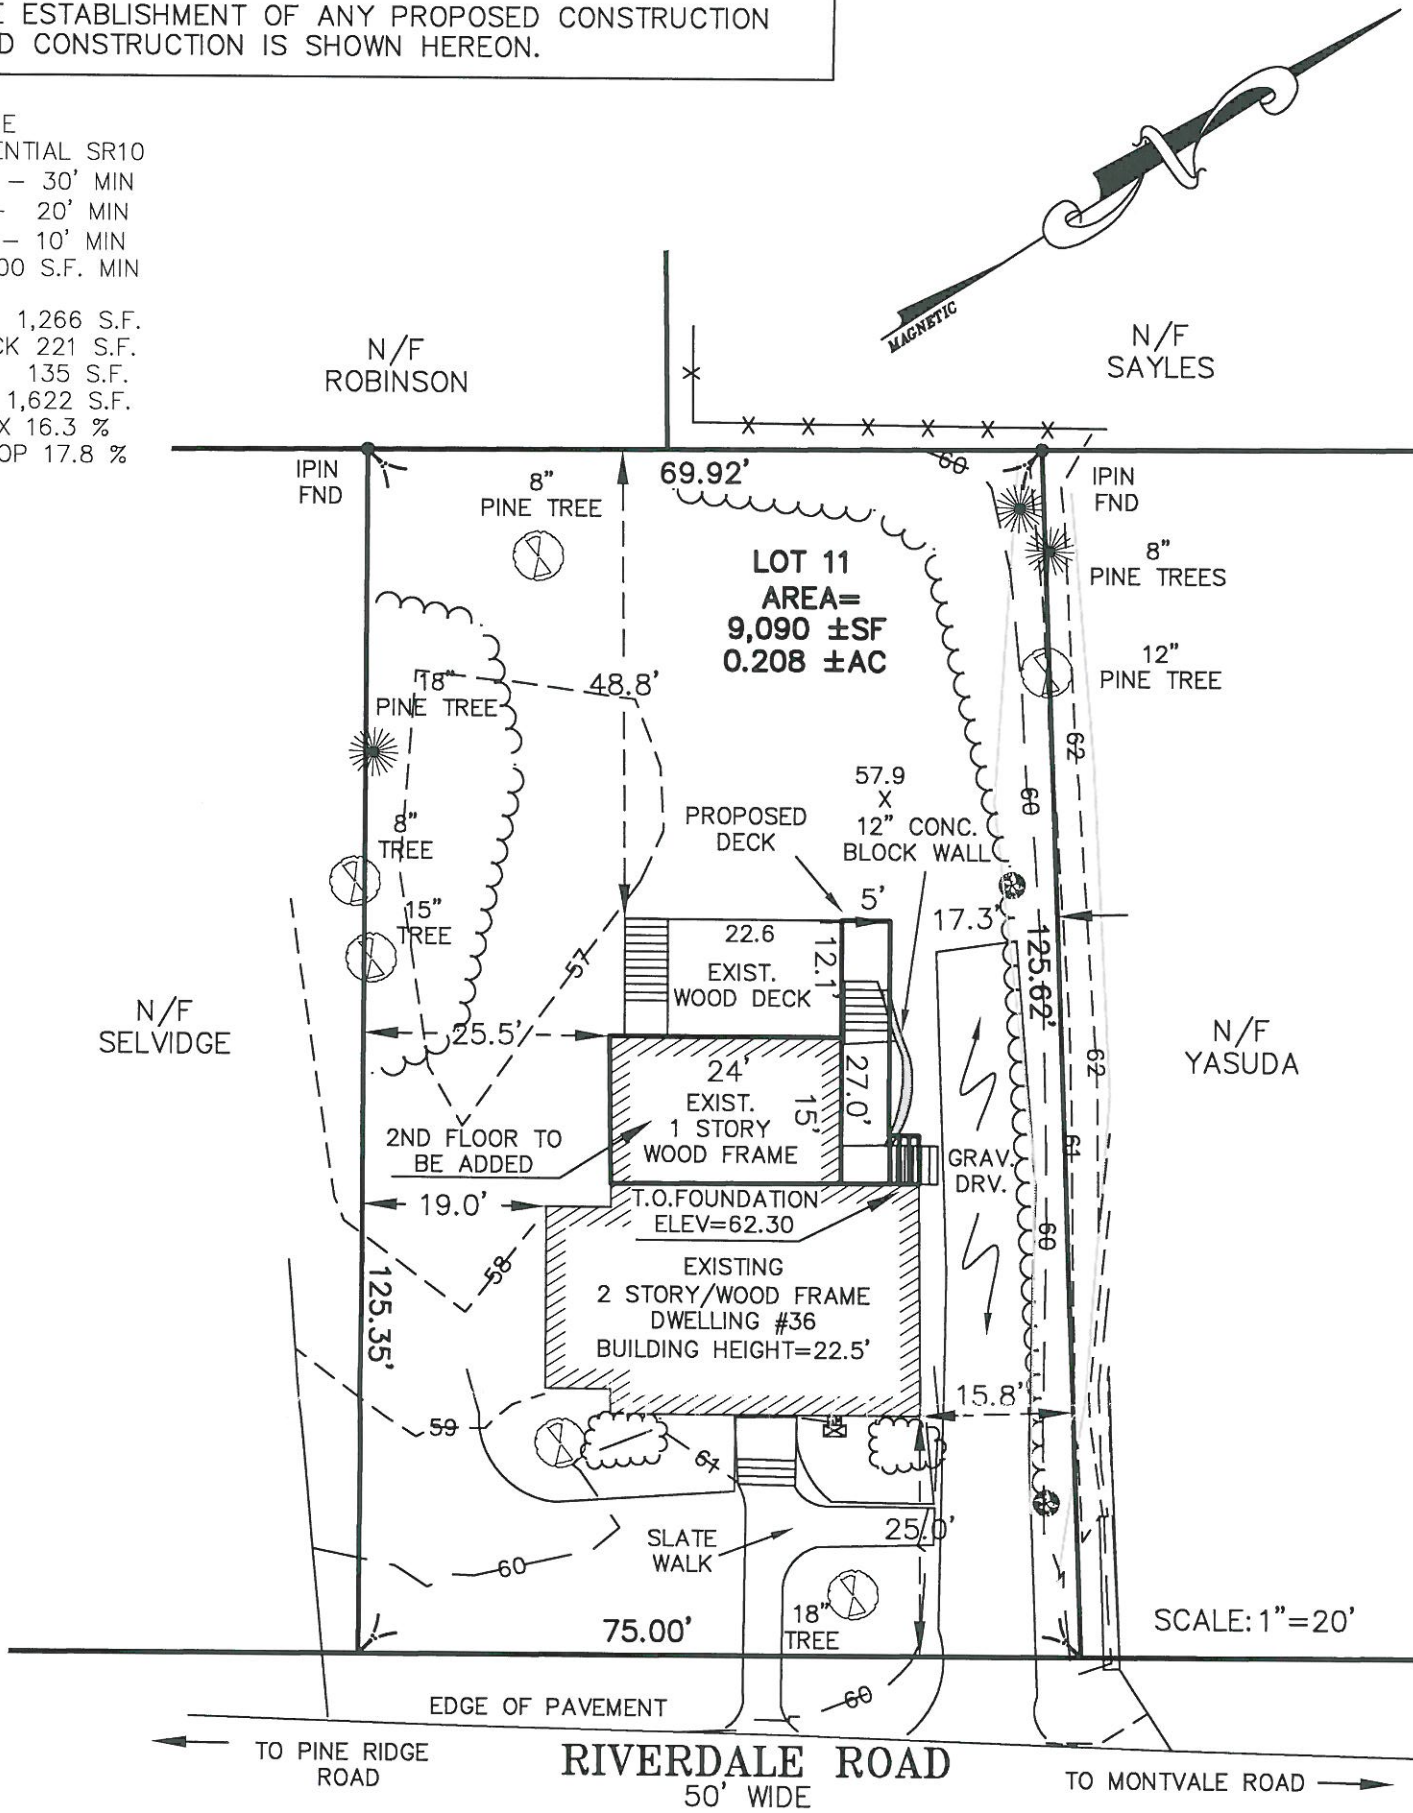 ESTABLISHMENT OF ANY PROPOSED CONSTRUCTION
CONSTRUCTION IS SHOWN HEREON.
SR10
– 30' MIN
- 20' MIN
– 10' MIN
S.F. MIN
1,266 S.F.
221 S.F.
135 S.F.
1,622 S.F.
16.3 %
17.8 %
MAGNETIC
N/F
ROBINSON
N/F
SAYLES
X
X X X X X X
IPIN
FND
8"
PINE TREE
69.92'
60
IPIN
FND
LOT 11
AREA=
9,090 ±SF
0.208 ±AC
8"
PINE TREES
12"
PINE TREE
18"
PINE TREE
48.8'
62
60
57.9
X
12" CONC.
BLOCK WALL
PROPOSED
DECK
8"
TREE
15"
TREE
5'
17.3'
125.62'
22.6
12.1'
EXIST.
WOOD DECK
57
N/F
SELVIDGE
25.5'
N/F
YASUDA
62
24'
EXIST.
1 STORY
WOOD FRAME
15'
27.0'
2ND FLOOR TO
BE ADDED
61
GRAV.
DRV.
19.0'
T.O.FOUNDATION
ELEV=62.30
60
58
125.35'
EXISTING
2 STORY/WOOD FRAME
DWELLING #36
BUILDING HEIGHT=22.5'
15.8'
59
61
25.0'
SLATE
WALK
60
18"
TREE
75.00'
SCALE: 1"=20'
60
EDGE OF PAVEMENT
TO PINE RIDGE
ROAD
RIVERDALE ROAD
50' WIDE
TO MONTVALE ROAD